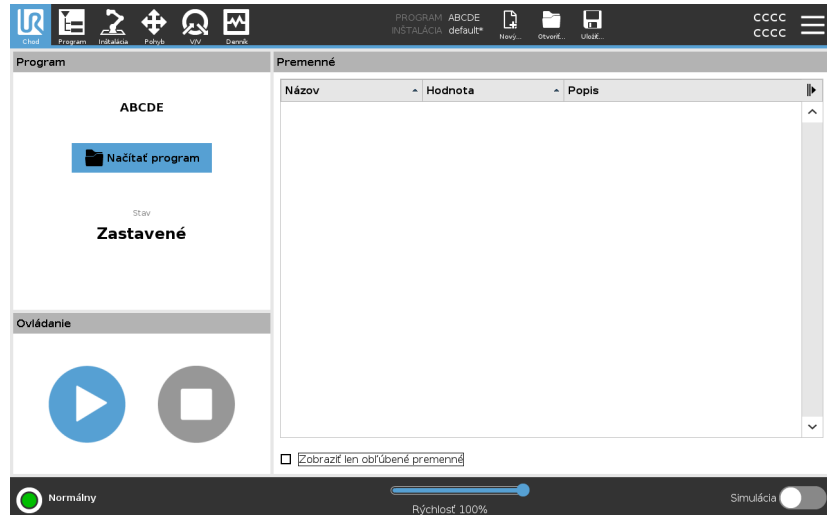 UR
PROGRAM ABCDE
INŠTALÁCIA default*
CCCC
CCCC
Chod Program Inštalácia Pohyb V/V Denník Nový... Otvoriť... Uložiť...
Program
Premenné
ABCDE
Načítať program
Stav
Zastavené
Názov Hodnota Popis
Ovládanie
Zobraziť len obľúbené premenné
Normálny
Rýchlosť 100%
Simulácia